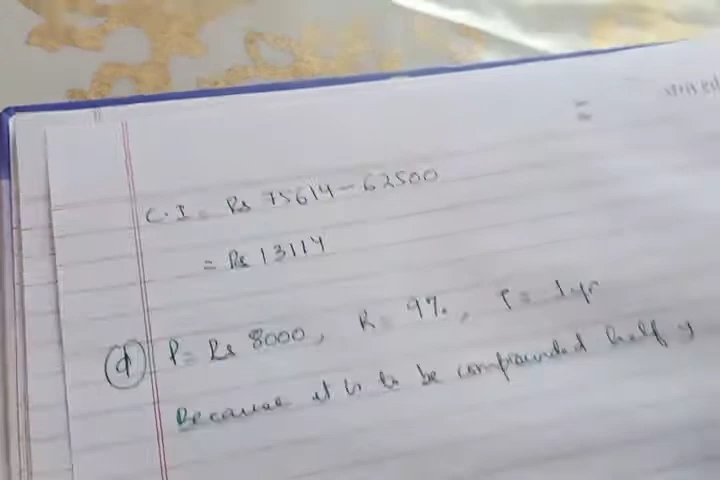 C.I = Rs 75614 - 62500
= Rs 13114
(d) P = Rs 8000, R = 9%, T = 1 yr
Because it is to be compounded half y